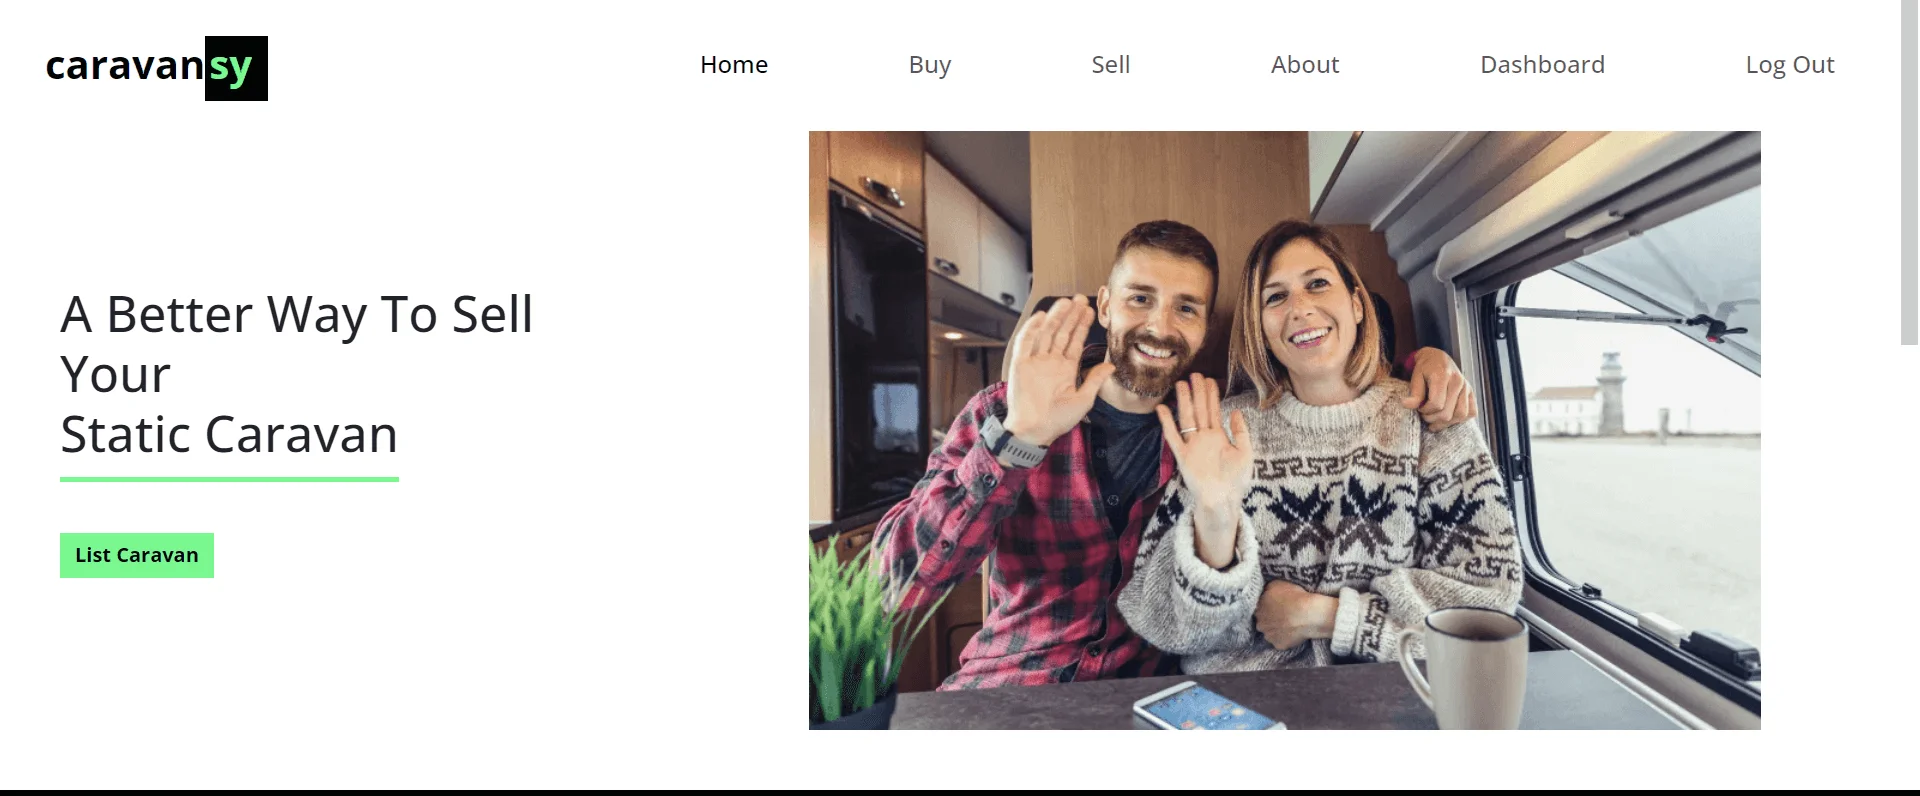 caravansy
Home Buy Sell About Dashboard Log Out
A Better Way To Sell
Your
Static Caravan
List Caravan